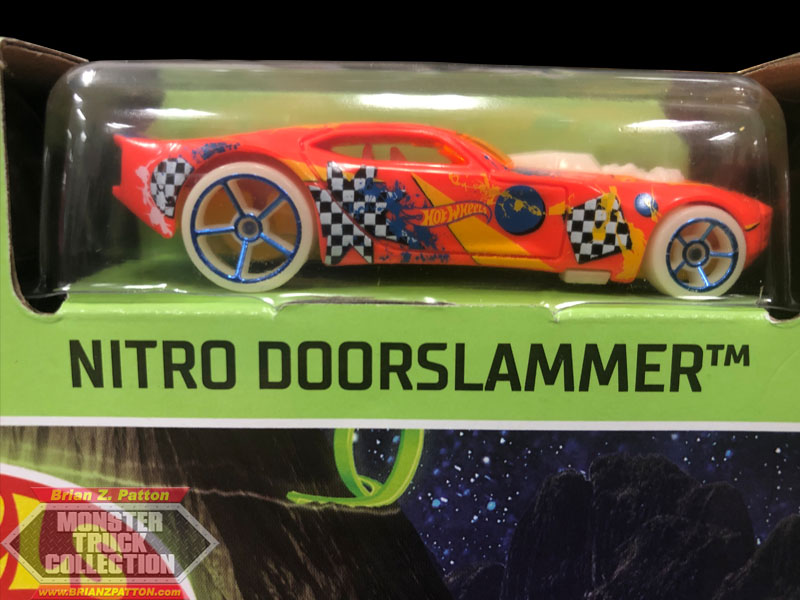 HOT WHEELS
NITRO DOORSLAMMER™
Brian Z. Patton
MONSTER
TRUCK
COLLECTION
WWW.BRIANZPATTON.COM